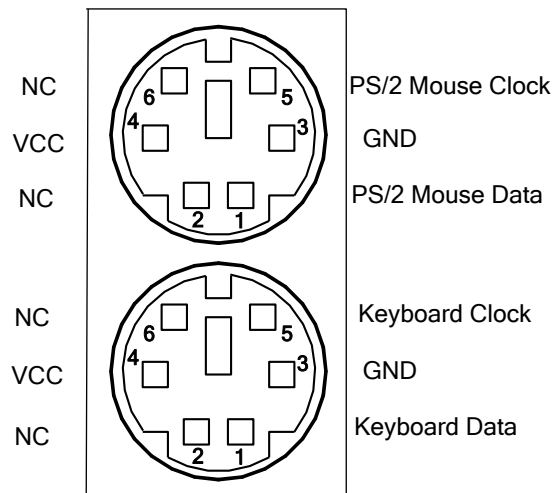 NC 6 5 PS/2 Mouse Clock
VCC 4 3 GND
NC 2 1 PS/2 Mouse Data
NC 6 5 Keyboard Clock
VCC 4 3 GND
NC 2 1 Keyboard Data